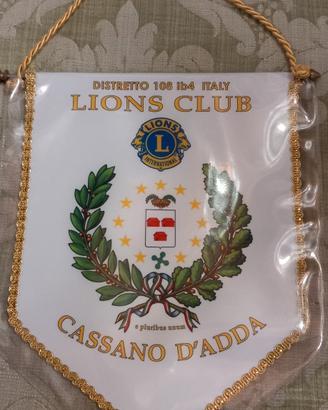 DISTRETTO 108 Ib4 ITALY
LIONS CLUB
LIONS
L
INTERNATIONAL
e pluribus unum
CASSANO D'ADDA